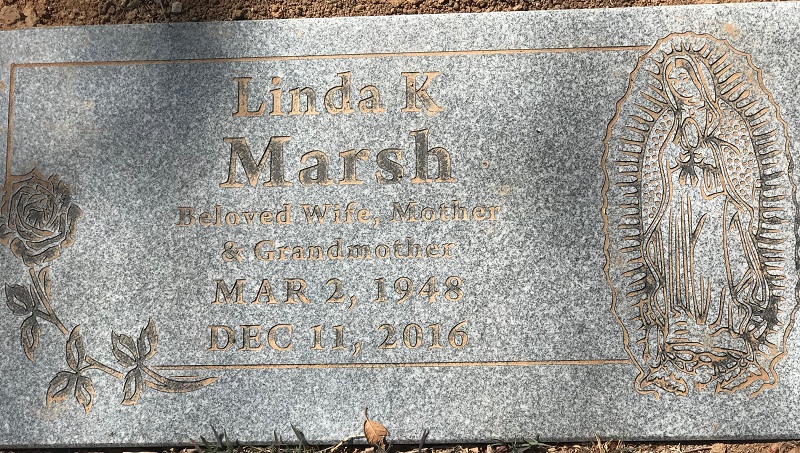 Linda K
Marsh
Beloved Wife, Mother
& Grandmother
MAR 2, 1948
DEC 11, 2016